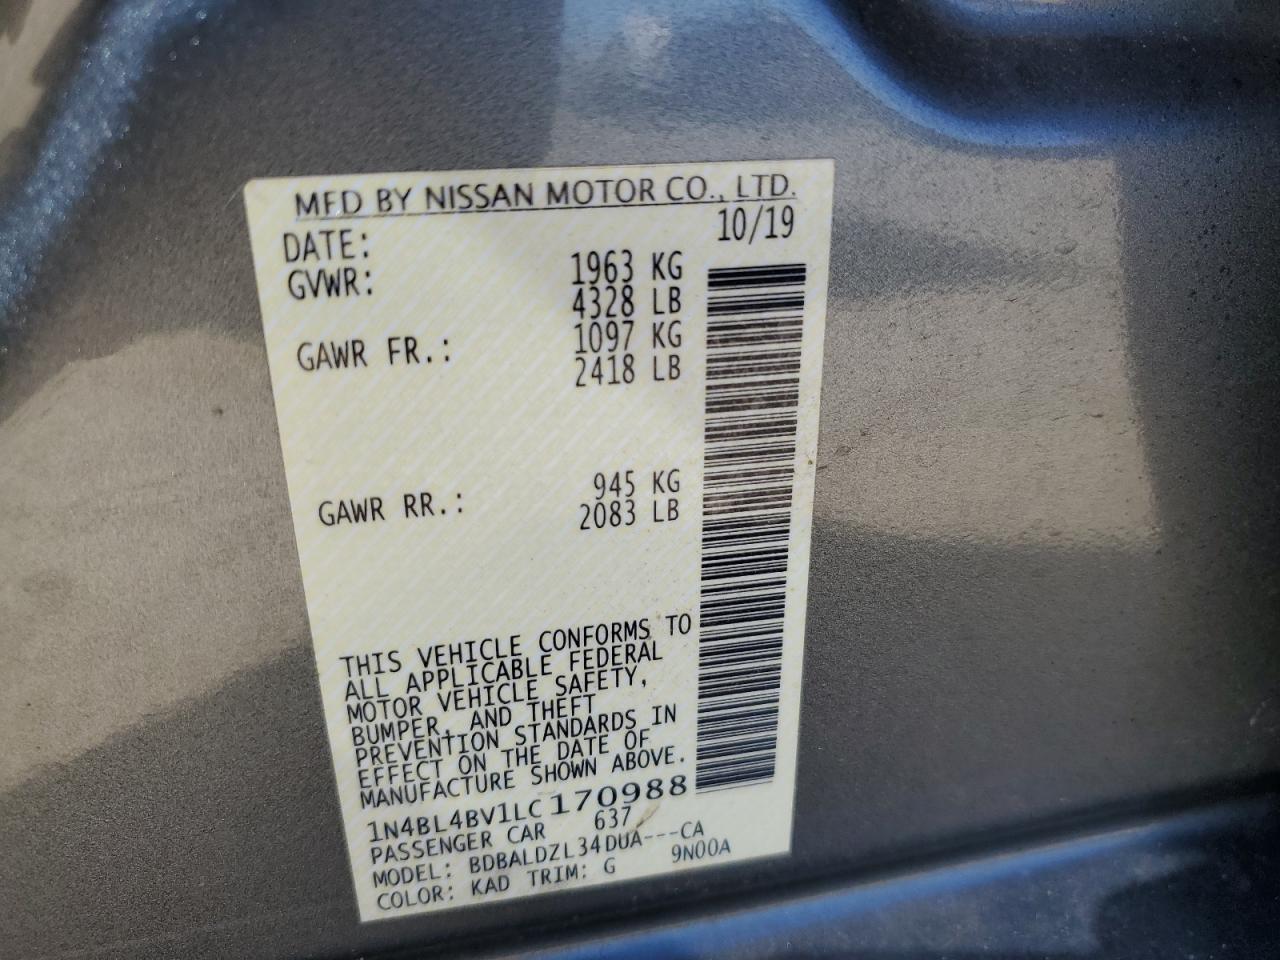 MFD BY NISSAN MOTOR CO., LTD.
DATE: 10/19
GVWR: 1963 KG
4328 LB
GAWR FR.: 1097 KG
2418 LB
GAWR RR.: 945 KG
2083 LB
THIS VEHICLE CONFORMS TO
ALL APPLICABLE FEDERAL
MOTOR VEHICLE SAFETY,
BUMPER, AND THEFT
PREVENTION STANDARDS IN
EFFECT ON THE DATE OF
MANUFACTURE SHOWN ABOVE.
1N4BL4BV1LC170988
PASSENGER CAR 637
MODEL: BDBALDZL34DUA---CA
COLOR: KAD TRIM: G 9N00A